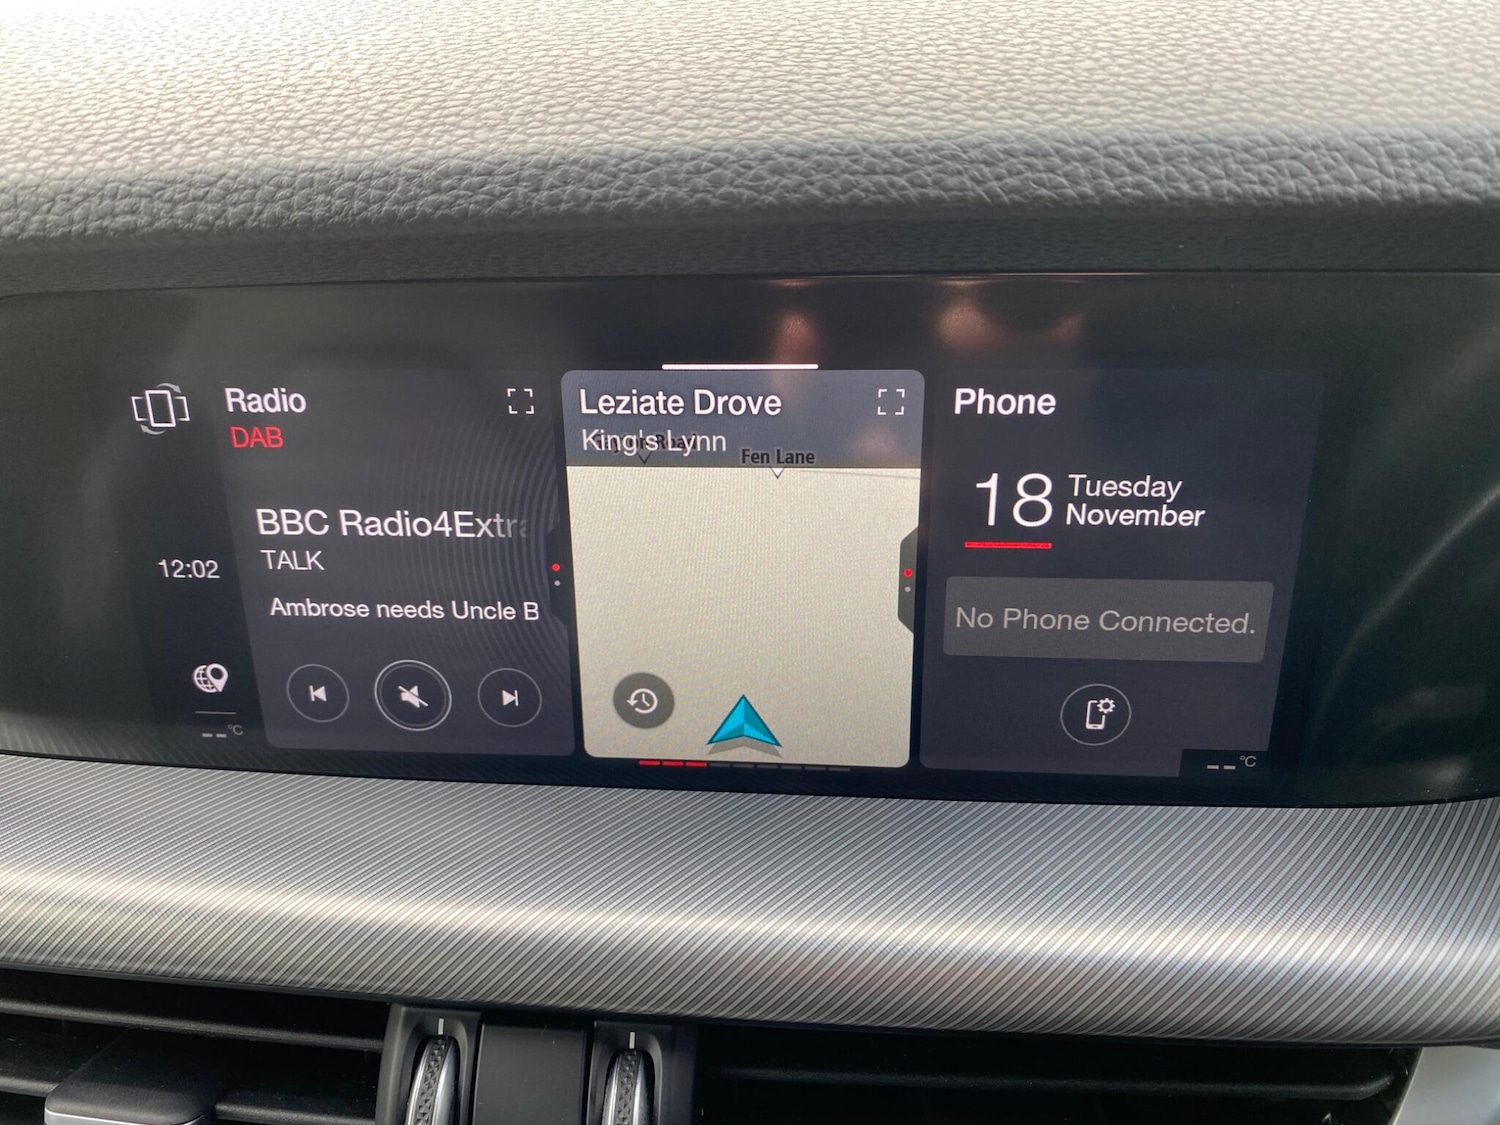 Radio
DAB
BBC Radio4Extra
TALK
Ambrose needs Uncle B
12:02
-- °C
Leziate Drove
King's Lynn
Fen Lane
Phone
18 Tuesday
November
No Phone Connected.
-- °C